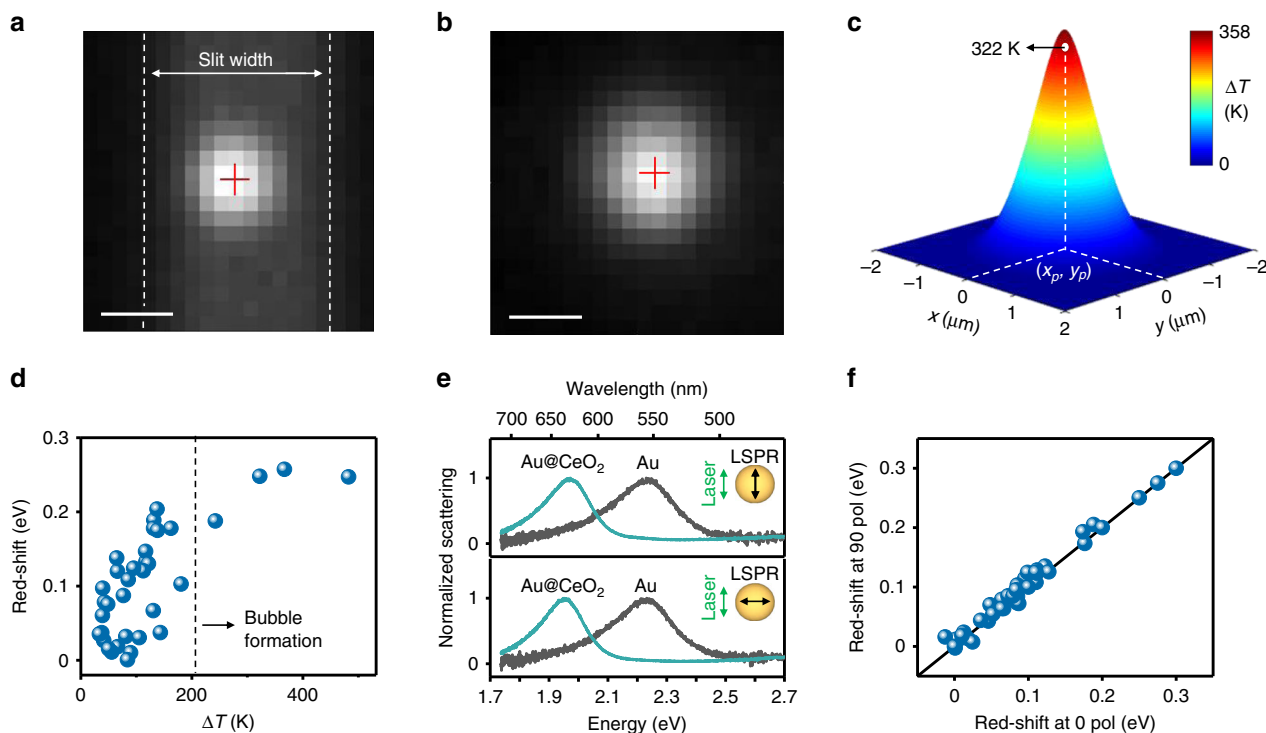 a
Slit width
b
c
322 K
358
ΔT
(K)
0
(xp, yp)
–2
–1
0
1
2
x (μm)
–2
–1
0
1
y (μm)
d
Red-shift (eV)
0.3
0.2
0.1
0
0
200
400
ΔT (K)
Bubble
formation
e
Wavelength (nm)
700
650
600
550
500
Normalized scattering
1
0
Au@CeO2
Au
Laser
LSPR
1
0
Au@CeO2
Au
Laser
LSPR
1.7
1.9
2.1
2.3
2.5
2.7
Energy (eV)
f
Red-shift at 90 pol (eV)
0.3
0.2
0.1
0
0
0.1
0.2
0.3
Red-shift at 0 pol (eV)